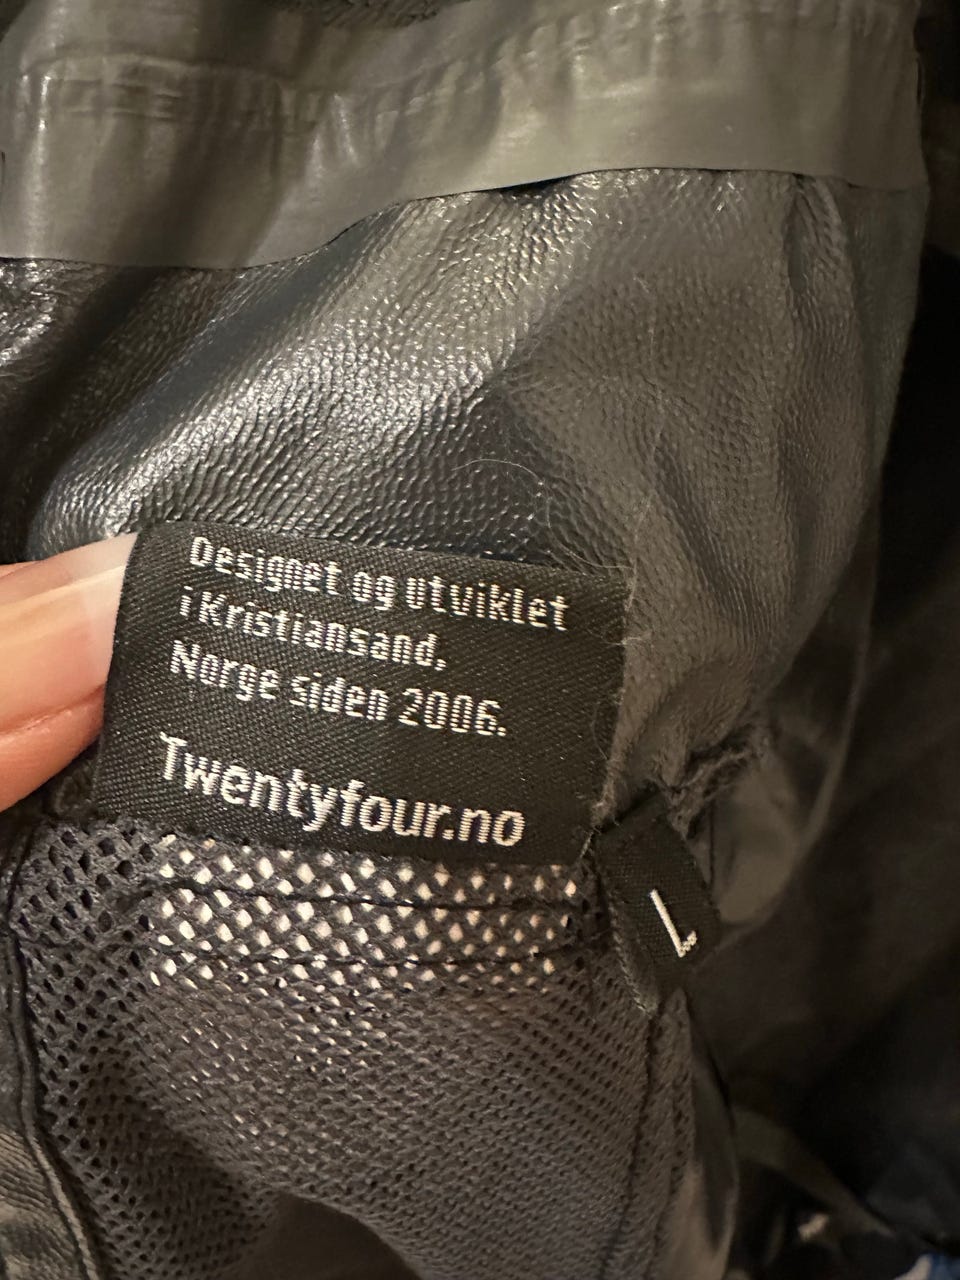 Designet og utviklet
i Kristiansand,
Norge siden 2006.
Twentyfour.no
L